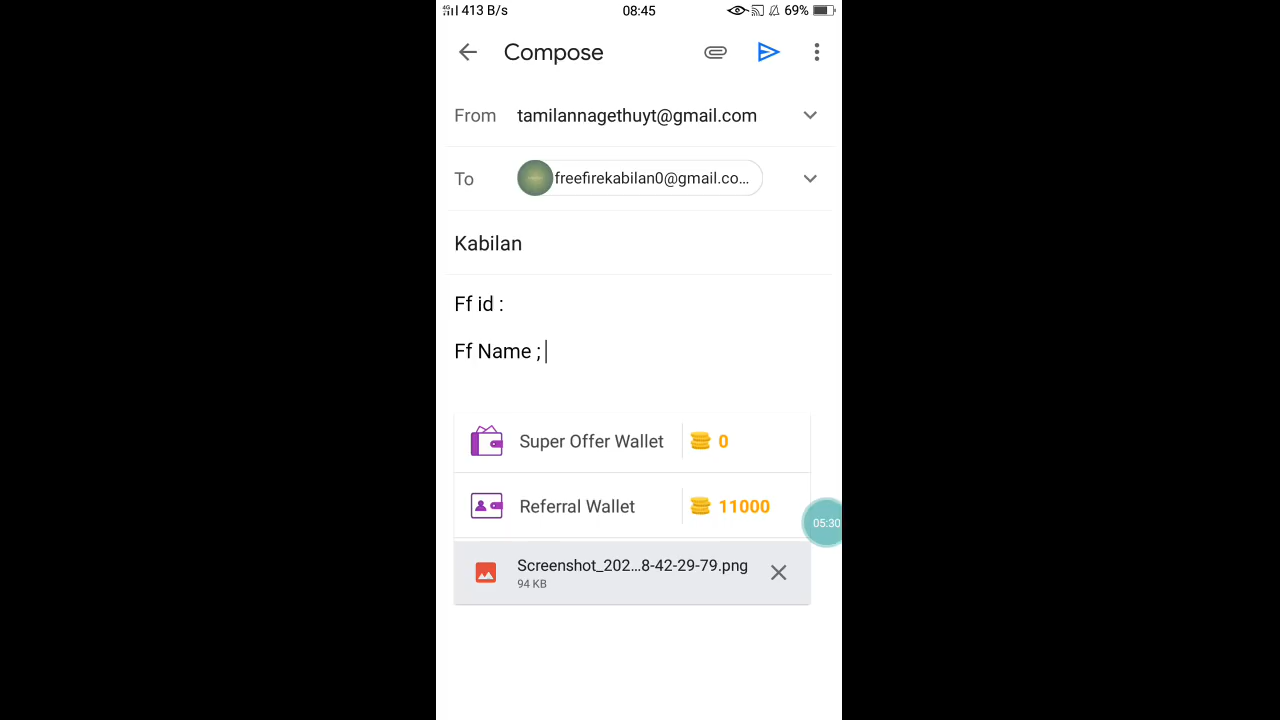 4G 413 B/s 08:45 69%
Compose
From tamilannagethuyt@gmail.com
To freefirekabilan0@gmail.co...
Kabilan
Ff id :
Ff Name ;
Super Offer Wallet 0
Referral Wallet 11000
05:30
Screenshot_202...8-42-29-79.png
94 KB